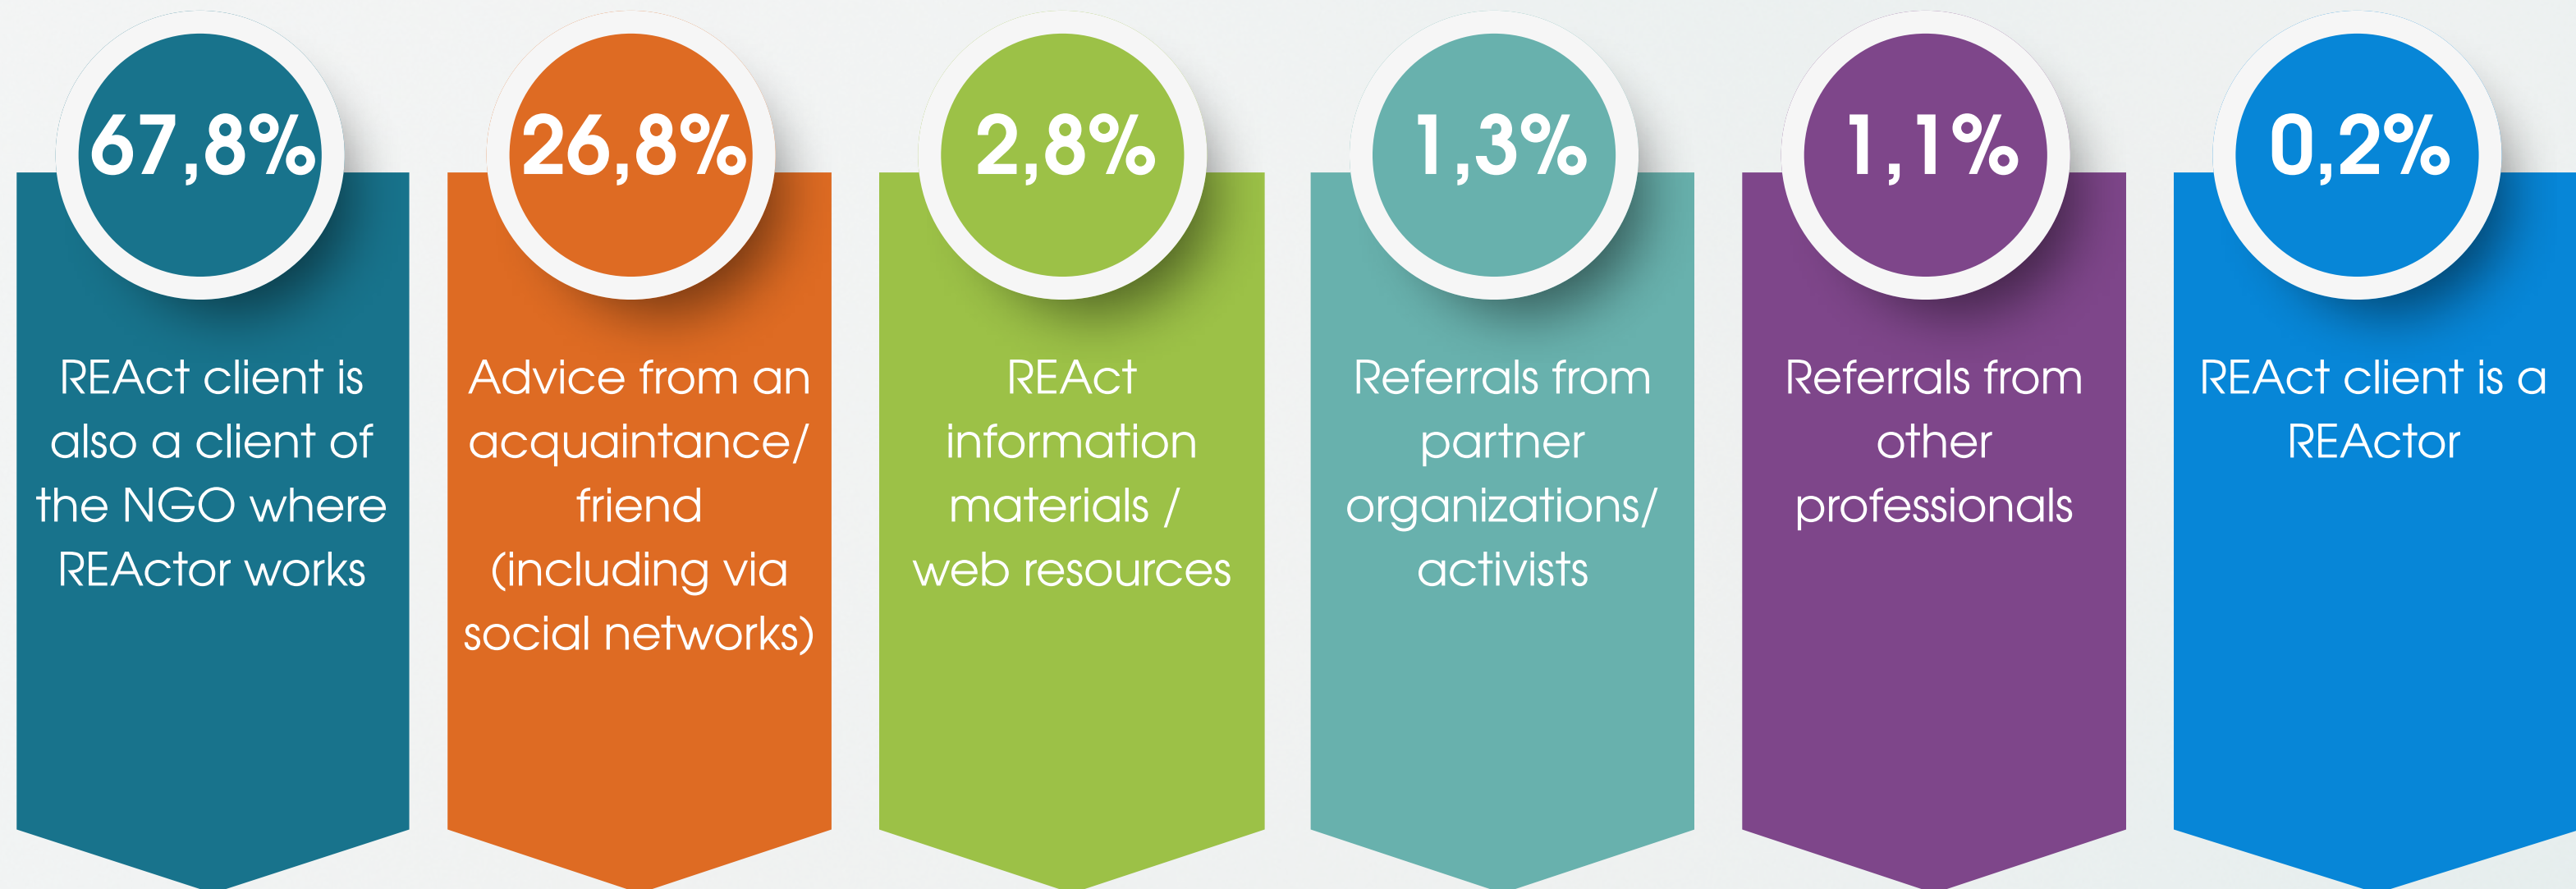 67,8%
REAct client is
also a client of
the NGO where
REActor works
26,8%
Advice from an
acquaintance/
friend
(including via
social networks)
2,8%
REAct
information
materials /
web resources
1,3%
Referrals from
partner
organizations/
activists
1,1%
Referrals from
other
professionals
0,2%
REAct client is a
REActor